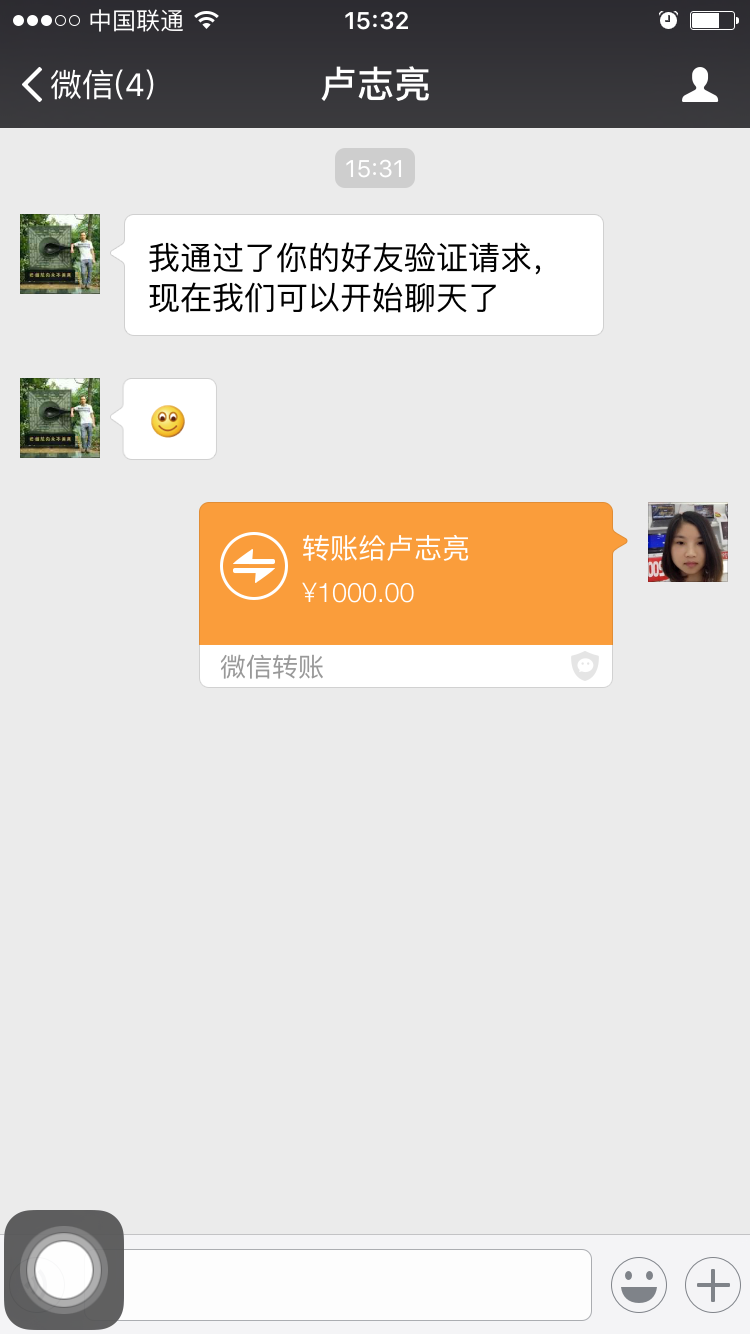 中国联通
15:32
微信(4)
卢志亮
15:31
我通过了你的好友验证请求，
现在我们可以开始聊天了
转账给卢志亮
¥1000.00
微信转账